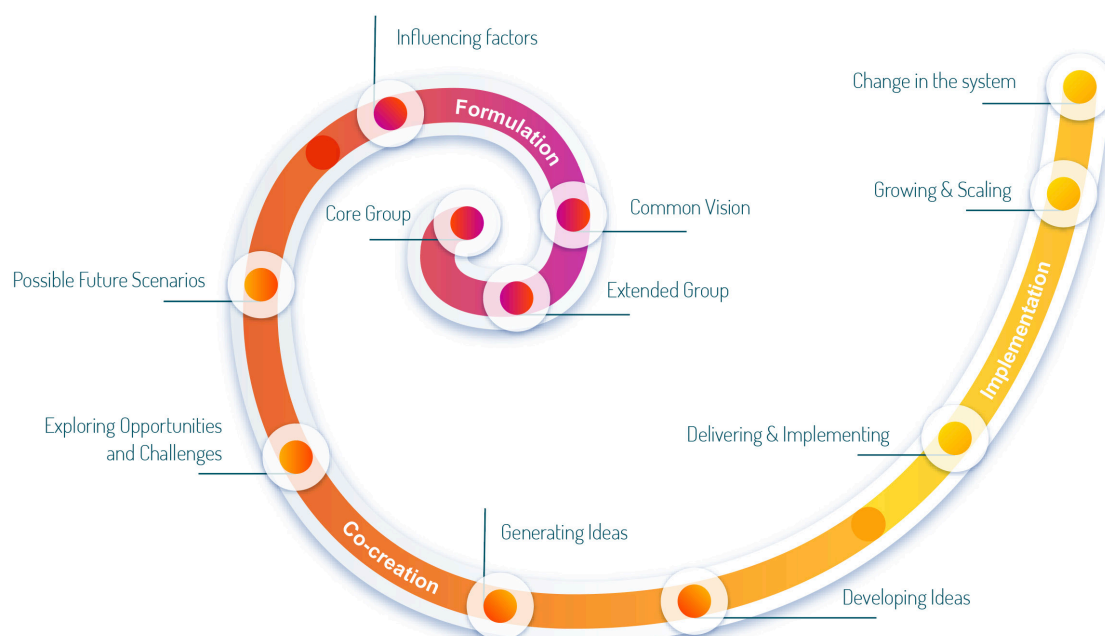 Influencing factors
Change in the system
Formulation
Growing & Scaling
Core Group
Common Vision
Possible Future Scenarios
Extended Group
Implementation
Exploring Opportunities
and Challenges
Delivering & Implementing
Co-creation
Generating Ideas
Developing Ideas